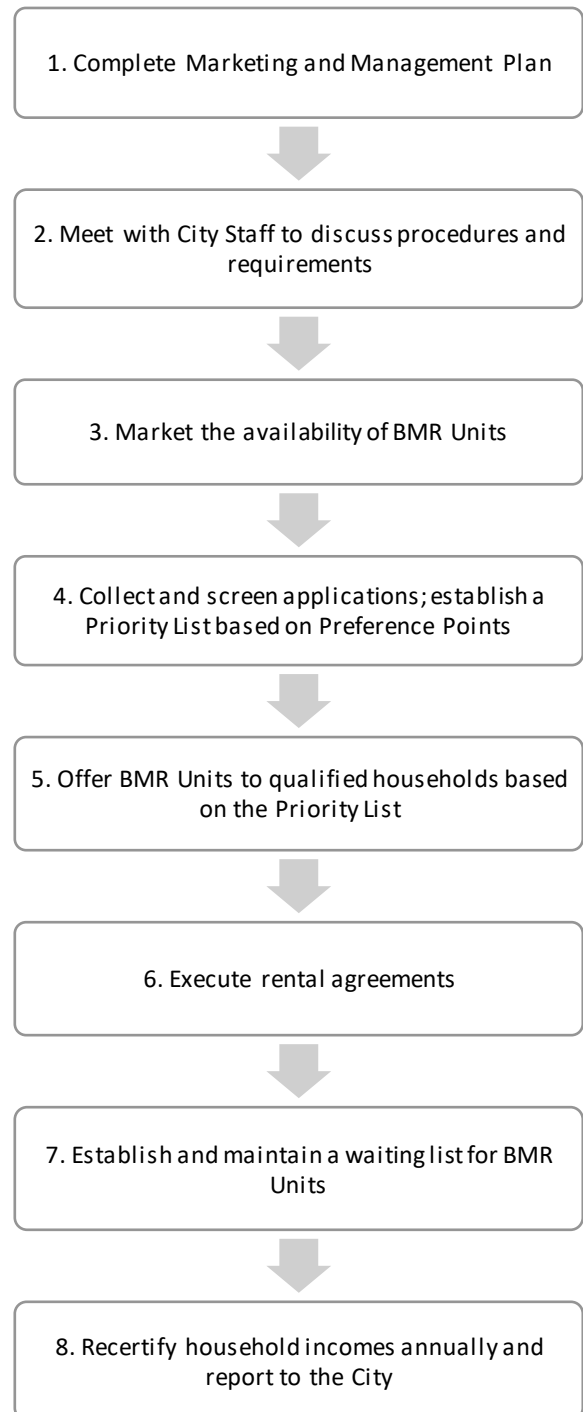 1. Complete Marketing and Management Plan
2. Meet with City Staff to discuss procedures and
requirements
3. Market the availability of BMR Units
4. Collect and screen applications; establish a
Priority List based on Preference Points
5. Offer BMR Units to qualified households based
on the Priority List
6. Execute rental agreements
7. Establish and maintain a waiting list for BMR
Units
8. Recertify household incomes annually and
report to the City